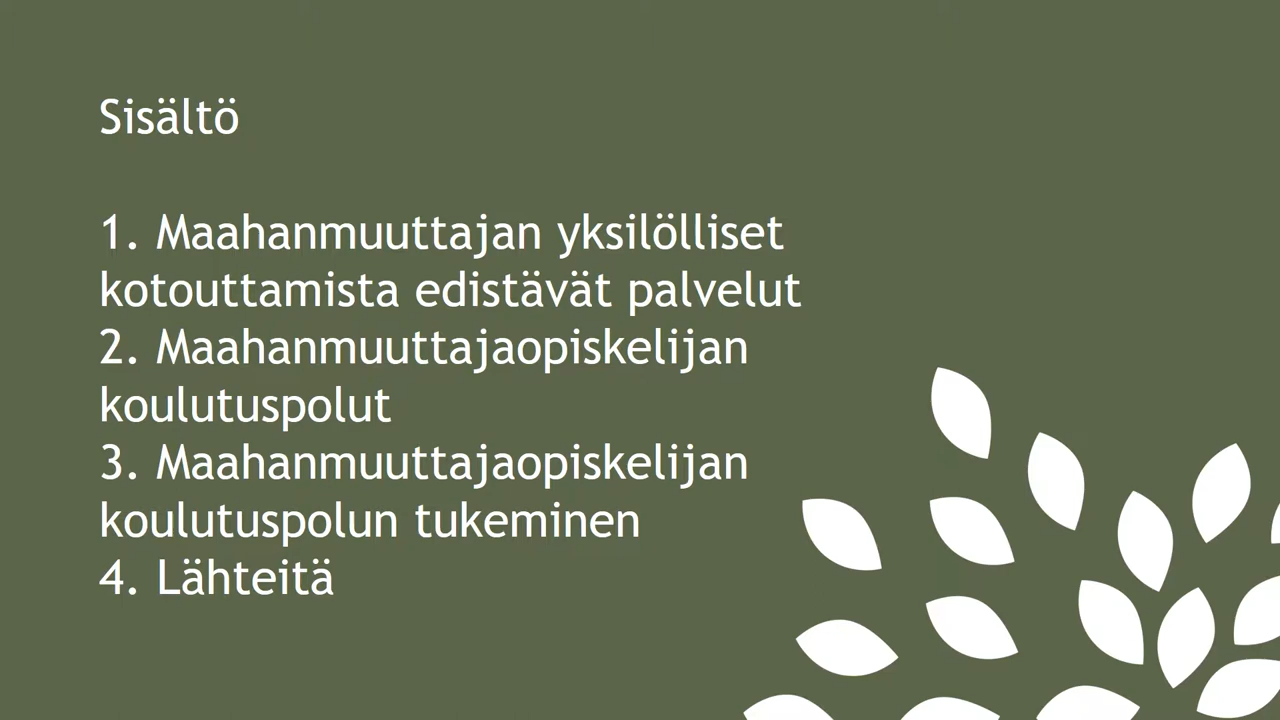 Sisältö
1. Maahanmuuttajan yksilölliset
kotouttamista edistävät palvelut
2. Maahanmuuttajaopiskelijan
koulutuspolut
3. Maahanmuuttajaopiskelijan
koulutuspolun tukeminen
4. Lähteitä